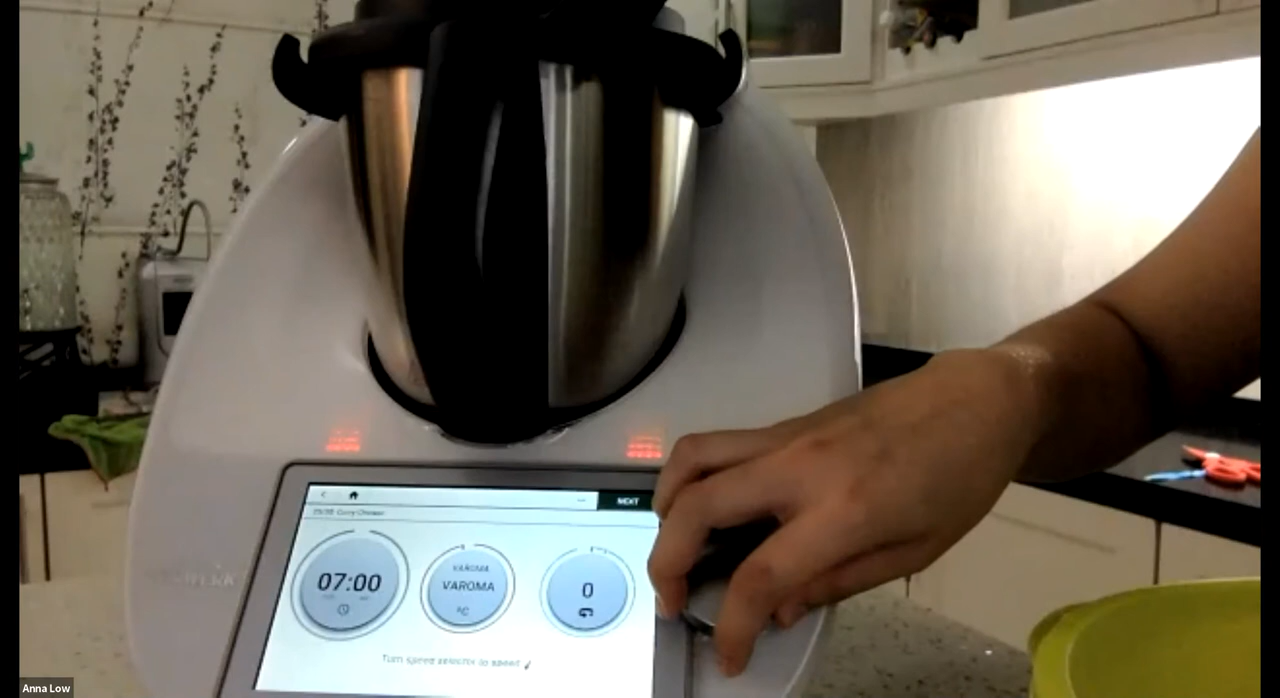 NEXT
Curry Chicken
07:00
VAROMA
VAROMA
°C
0
Turn speed selector to speed
Anna Low